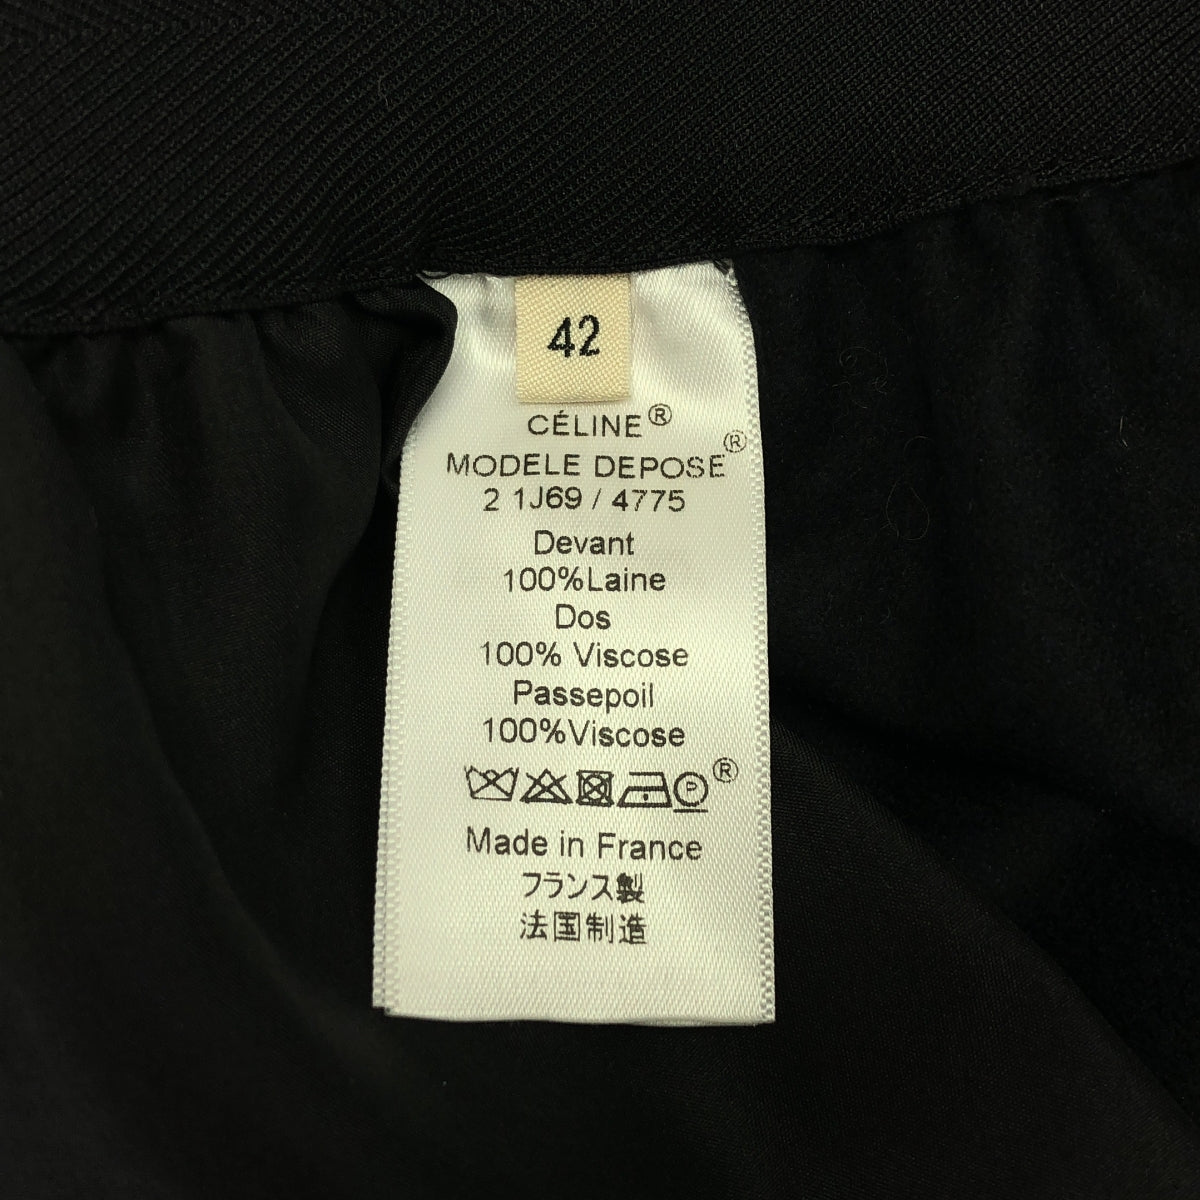 42
CÉLINE®
MODELE DEPOSE®
2 1J69 / 4775
Devant
100%Laine
Dos
100% Viscose
Passepoil
100%Viscose
P ®
Made in France
フランス製
法国制造